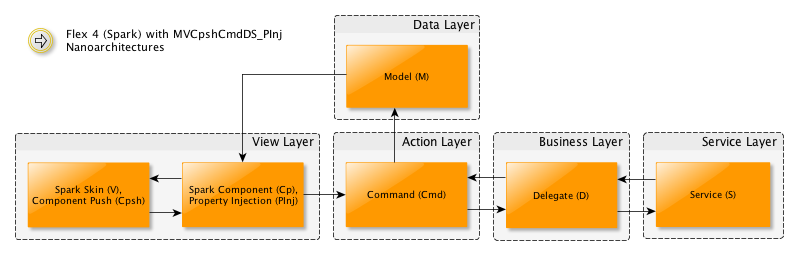 Flex 4 (Spark) with MVCpshCmdDS_PInj
Nanoarchitectures
Data Layer
Model (M)
View Layer
Action Layer
Business Layer
Service Layer
Spark Skin (V),
Component Push (Cpsh)
Spark Component (Cp),
Property Injection (PInj)
Command (Cmd)
Delegate (D)
Service (S)